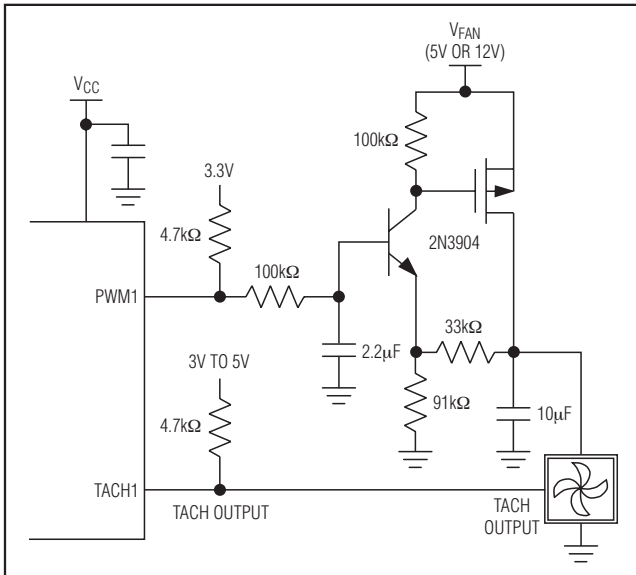 VFAN
(5V OR 12V)
VCC
100kΩ
3.3V
4.7kΩ
2N3904
100kΩ
PWM1
33kΩ
2.2µF
3V TO 5V
91kΩ
10µF
4.7kΩ
TACH1
TACH OUTPUT
TACH
OUTPUT